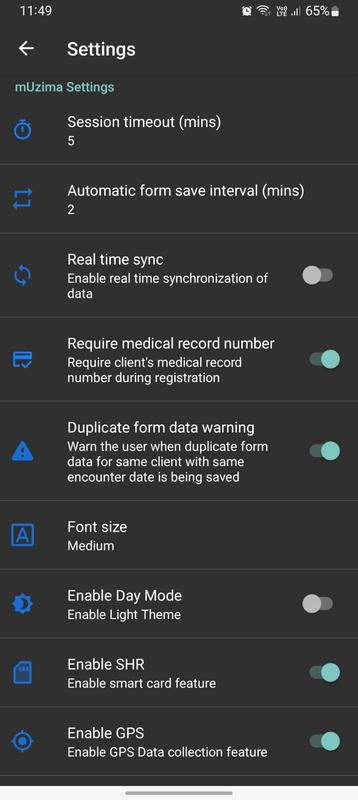 11:49
Vo)) LTE 65%
Settings
mUzima Settings
Session timeout (mins)
5
Automatic form save interval (mins)
2
Real time sync
Enable real time synchronization of
data
Require medical record number
Require client's medical record
number during registration
Duplicate form data warning
Warn the user when duplicate form
data for same client with same
encounter date is being saved
A
Font size
Medium
Enable Day Mode
Enable Light Theme
Enable SHR
Enable smart card feature
Enable GPS
Enable GPS Data collection feature